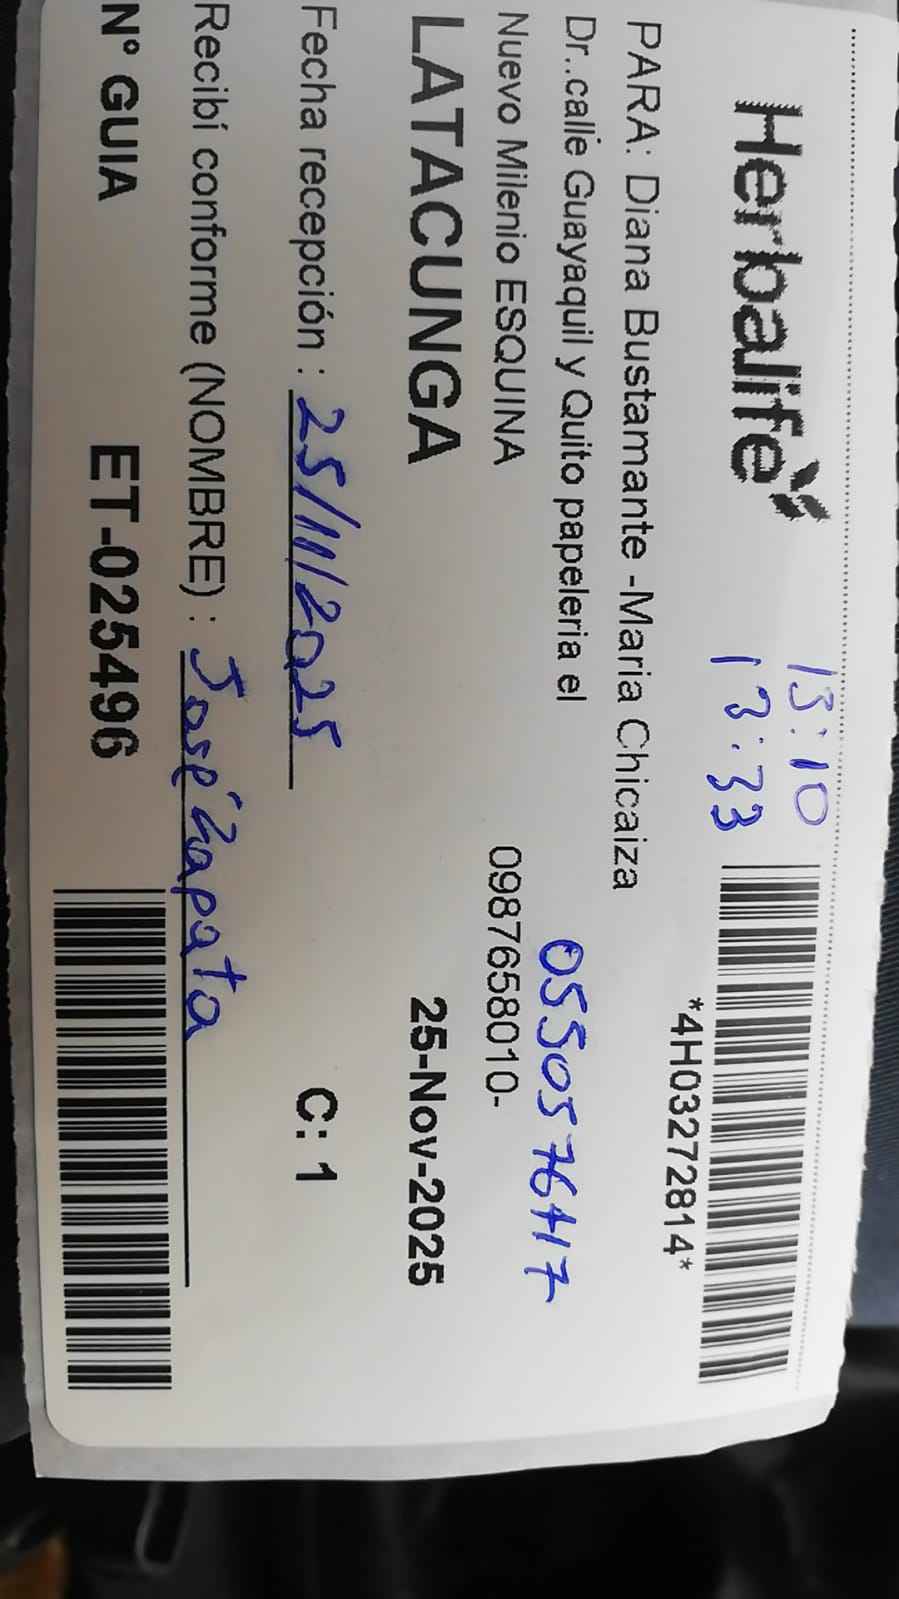 Herbalife
13:10
13:33
*4H03272814*
PARA: Diana Bustamante -Maria Chicaiza
Dr..calle Guayaquil y Quito papeleria el
0550576417
Nuevo Milenio ESQUINA 0987658010-
LATACUNGA 25-Nov-2025
Fecha recepción : 25/11/2025 C: 1
Recibí conforme (NOMBRE) : José Zapata
N° GUIA ET-025496